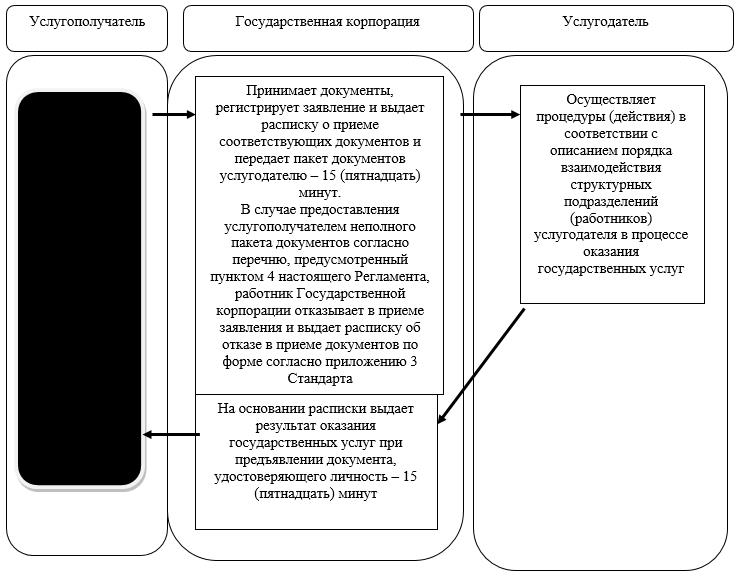 Услугополучатель
Государственная корпорация
Услугодатель
Принимает документы,
регистрирует заявление и выдает
расписку о приеме
соответствующих документов и
передает пакет документов
услугодателю – 15 (пятнадцать)
минут.
В случае предоставления
услугополучателем неполного
пакета документов согласно
перечню, предусмотренный
пунктом 4 настоящего Регламента,
работник Государственной
корпорации отказывает в приеме
заявления и выдает расписку об
отказе в приеме документов по
форме согласно приложению 3
Стандарта
Осуществляет
процедуры (действия) в
соответствии с
описанием порядка
взаимодействия
структурных
подразделений
(работников)
услугодателя в процессе
оказания
государственных услуг
На основании расписки выдает
результат оказания
государственных услуг при
предъявлении документа,
удостоверяющего личность – 15
(пятнадцать) минут